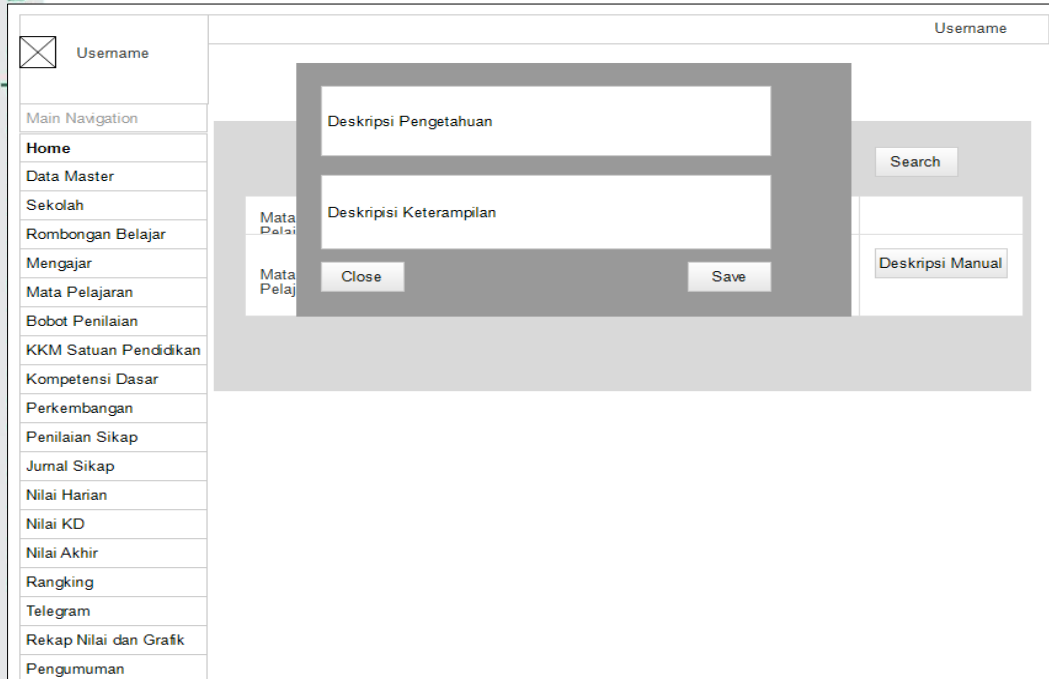 Username
Username
Main Navigation
Home
Data Master
Sekolah
Rombongan Belajar
Mengajar
Mata Pelajaran
Bobot Penilaian
KKM Satuan Pendidikan
Kompetensi Dasar
Perkembangan
Penilaian Sikap
Jurnal Sikap
Nilai Harian
Nilai KD
Nilai Akhir
Rangking
Telegram
Rekap Nilai dan Grafik
Pengumuman
Deskripsi Pengetahuan
Deskripisi Keterampilan
Close
Save
Search
Mata
Pelaj
Mata
Pelaj
Deskripsi Manual